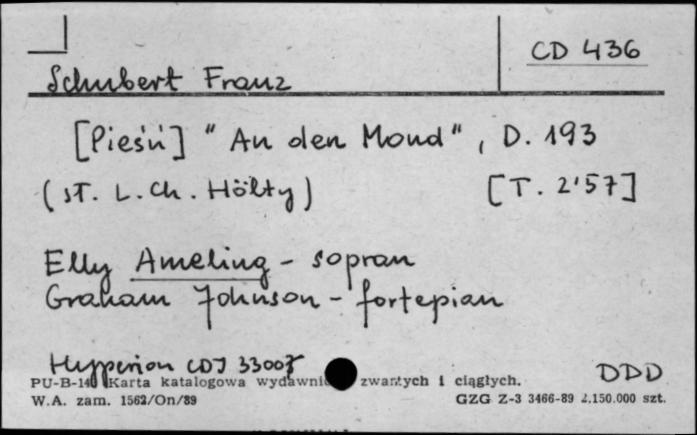 CD 436
Schubert Franz
[Pieśń] "An den Mond", D. 193
(sł. L. Ch. Hölty) [T. 2'57]
Elly Ameling - sopran
Graham Johnson - fortepian
Hyperion CDJ 33007 DDD
PU-B-140 Karta katalogowa zwartych i ciągłych.
W.A. zam. 1562/On/89 GZG Z-3 3466-89 2.150.000 szt.